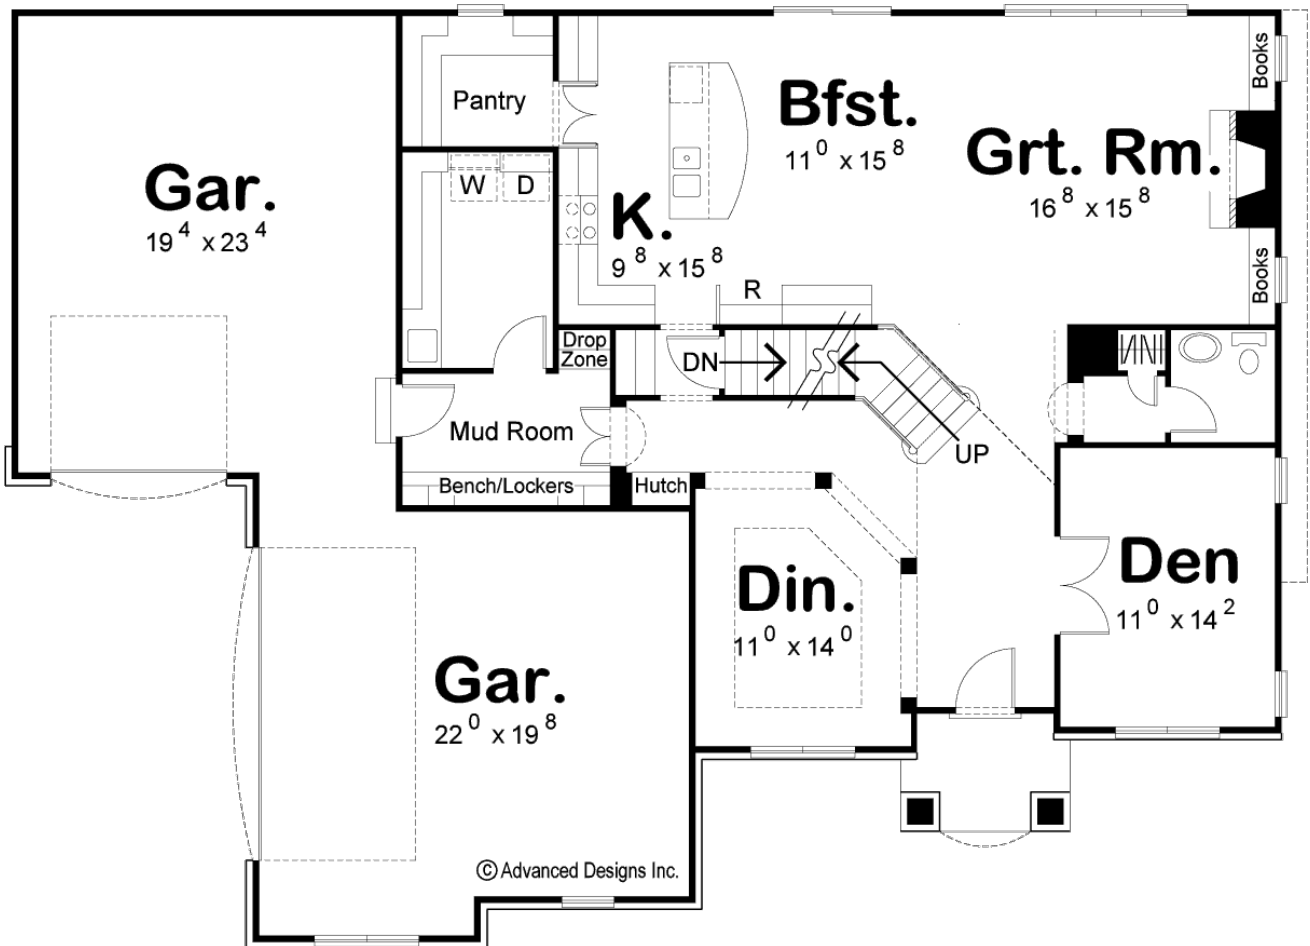 Books
Bfst.
11⁰ x 15⁸
Pantry
Grt. Rm.
16⁸ x 15⁸
Gar.
19⁴ x 23⁴
W
D
K.
9⁸ x 15⁸
R
Books
Drop
Zone
DN
UP
Mud Room
Bench/Lockers
Hutch
Din.
11⁰ x 14⁰
Den
11⁰ x 14²
Gar.
22⁰ x 19⁸
© Advanced Designs Inc.